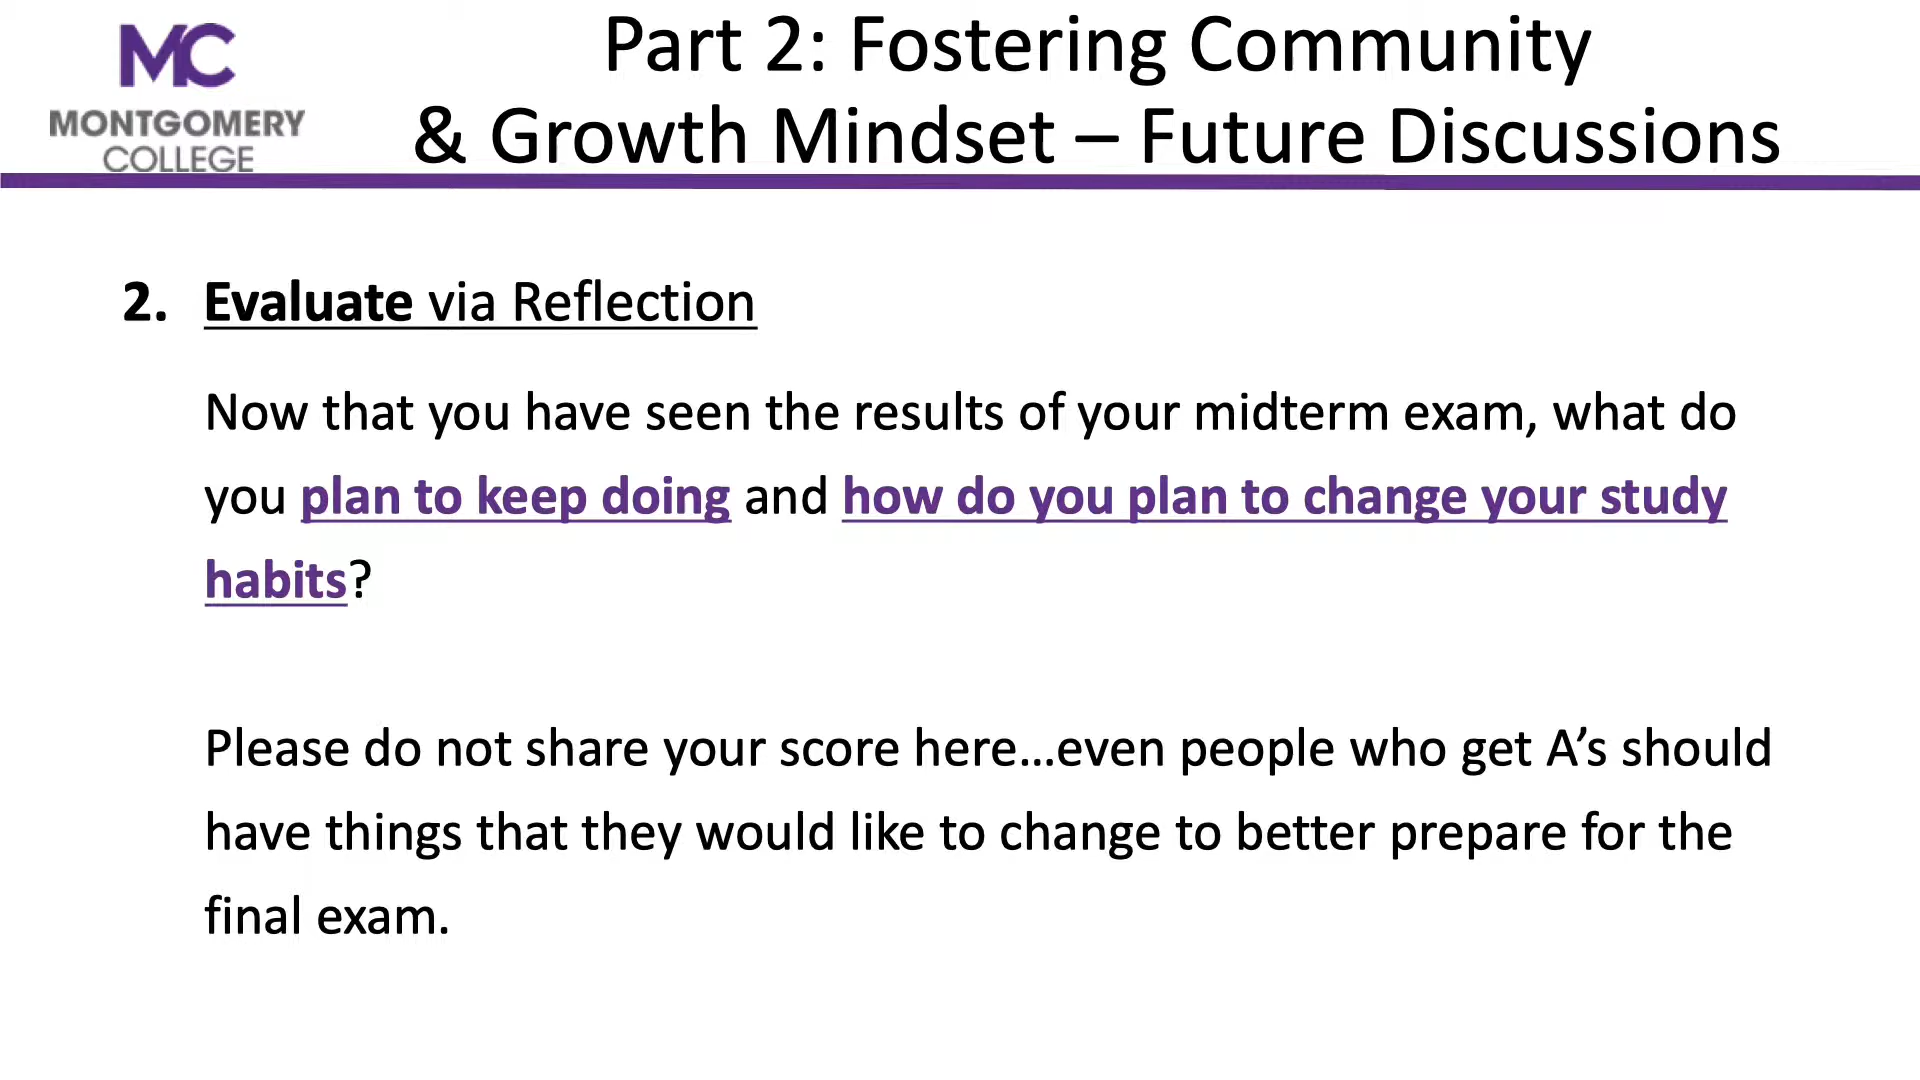 MC
MONTGOMERY
COLLEGE
Part 2: Fostering Community
& Growth Mindset – Future Discussions
2. Evaluate via Reflection
Now that you have seen the results of your midterm exam, what do
you plan to keep doing and how do you plan to change your study
habits?
Please do not share your score here…even people who get A’s should
have things that they would like to change to better prepare for the
final exam.